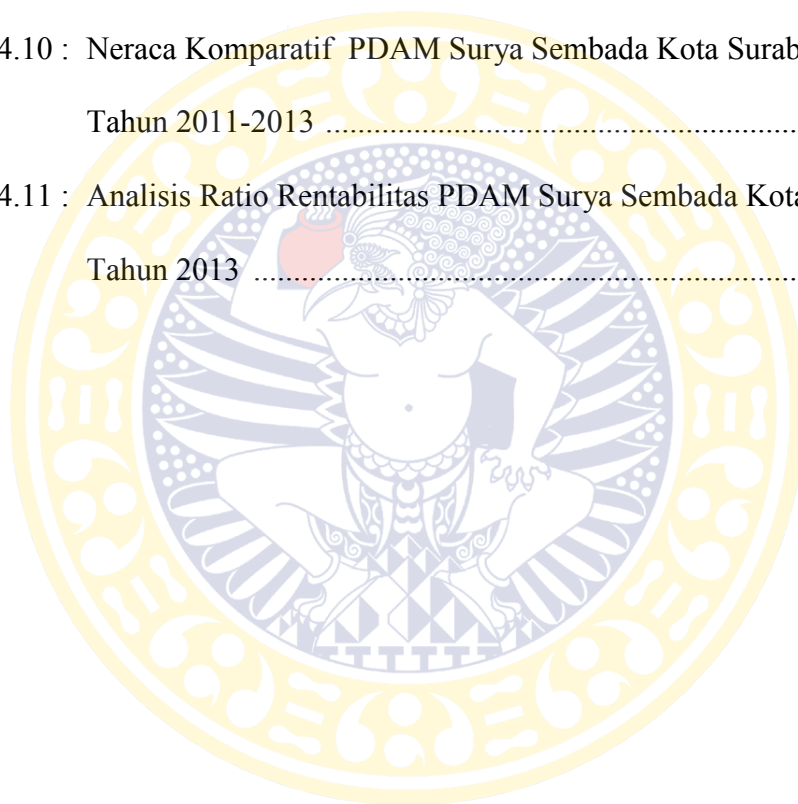 4.10 : Neraca Komparatif PDAM Surya Sembada Kota Surab
Tahun 2011-2013 ..........................................................
4.11 : Analisis Ratio Rentabilitas PDAM Surya Sembada Kota
Tahun 2013 ....................................................................